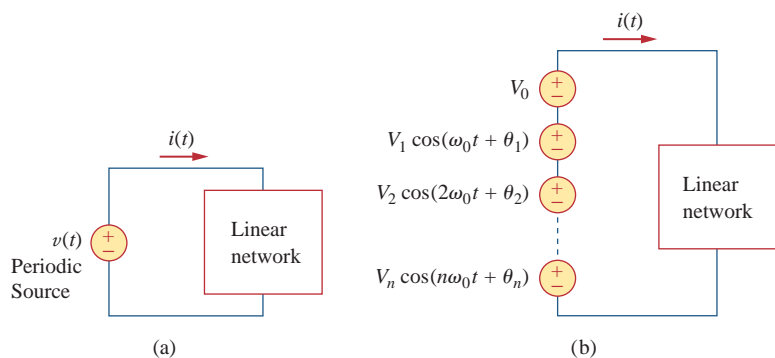 i(t)
v(t)
Periodic
Source
+
−
Linear
network
(a)
i(t)
V₀
+
−
V₁ cos(ω₀t + θ₁)
+
−
V₂ cos(2ω₀t + θ₂)
+
−
Vₙ cos(nω₀t + θₙ)
+
−
Linear
network
(b)